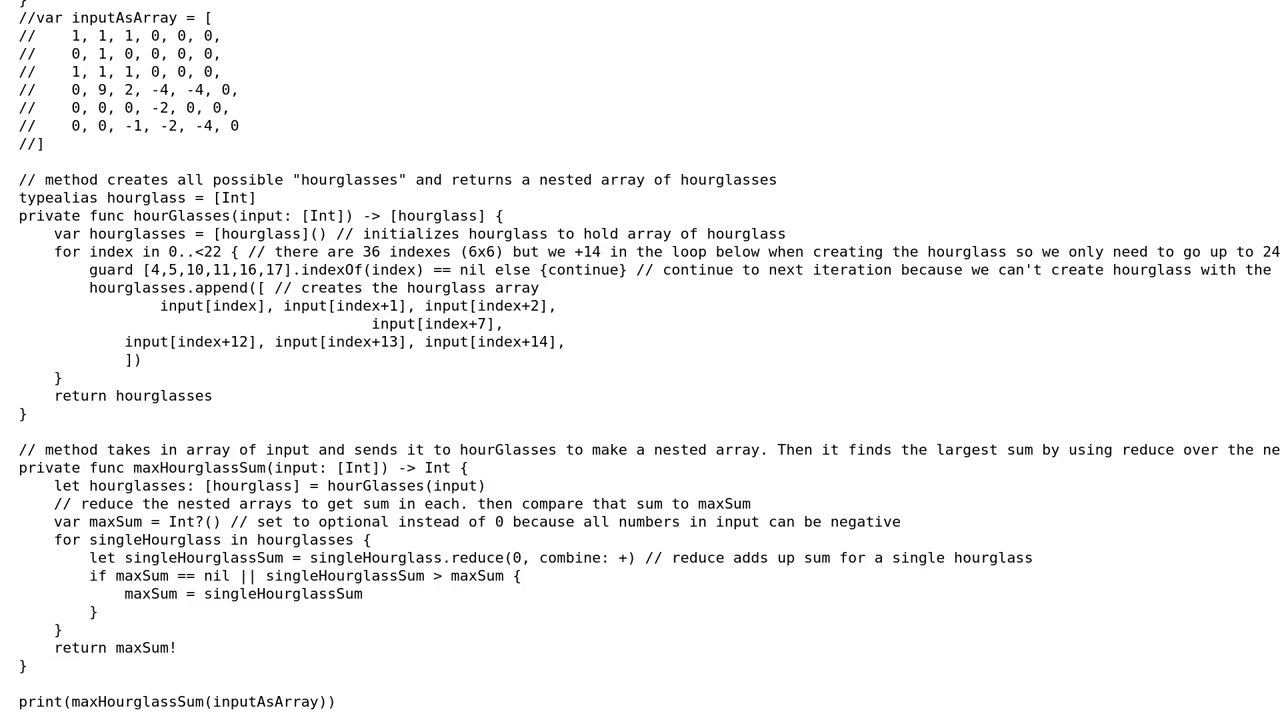 }
//var inputAsArray = [
//    1, 1, 1, 0, 0, 0,
//    0, 1, 0, 0, 0, 0,
//    1, 1, 1, 0, 0, 0,
//    0, 9, 2, -4, -4, 0,
//    0, 0, 0, -2, 0, 0,
//    0, 0, -1, -2, -4, 0
//]

// method creates all possible "hourglasses" and returns a nested array of hourglasses
typealias hourglass = [Int]
private func hourGlasses(input: [Int]) -> [hourglass] {
    var hourglasses = [hourglass]() // initializes hourglass to hold array of hourglass
    for index in 0..<22 { // there are 36 indexes (6x6) but we +14 in the loop below when creating the hourglass so we only need to go up to 24
        guard [4,5,10,11,16,17].indexOf(index) == nil else {continue} // continue to next iteration because we can't create hourglass with the
        hourglasses.append([ // creates the hourglass array
                input[index], input[index+1], input[index+2],
                                        input[index+7],
            input[index+12], input[index+13], input[index+14],
            ])
    }
    return hourglasses
}

// method takes in array of input and sends it to hourGlasses to make a nested array. Then it finds the largest sum by using reduce over the ne
private func maxHourglassSum(input: [Int]) -> Int {
    let hourglasses: [hourglass] = hourGlasses(input)
    // reduce the nested arrays to get sum in each. then compare that sum to maxSum
    var maxSum = Int?() // set to optional instead of 0 because all numbers in input can be negative
    for singleHourglass in hourglasses {
        let singleHourglassSum = singleHourglass.reduce(0, combine: +) // reduce adds up sum for a single hourglass
        if maxSum == nil || singleHourglassSum > maxSum {
            maxSum = singleHourglassSum
        }
    }
    return maxSum!
}

print(maxHourglassSum(inputAsArray))